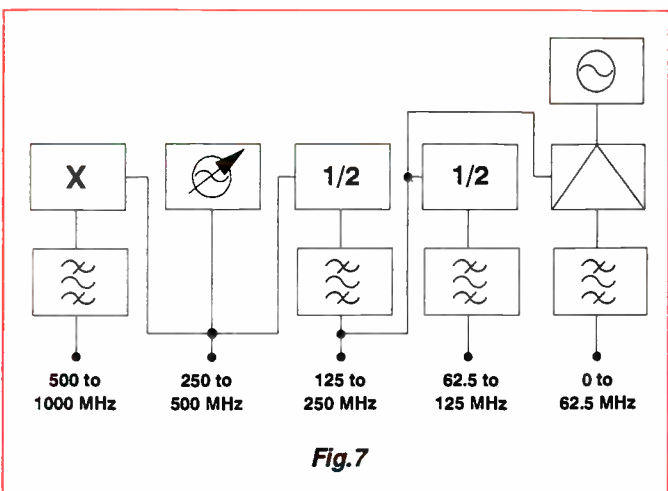 X
1/2
1/2
500 to
1000 MHz
250 to
500 MHz
125 to
250 MHz
62.5 to
125 MHz
0 to
62.5 MHz
Fig.7